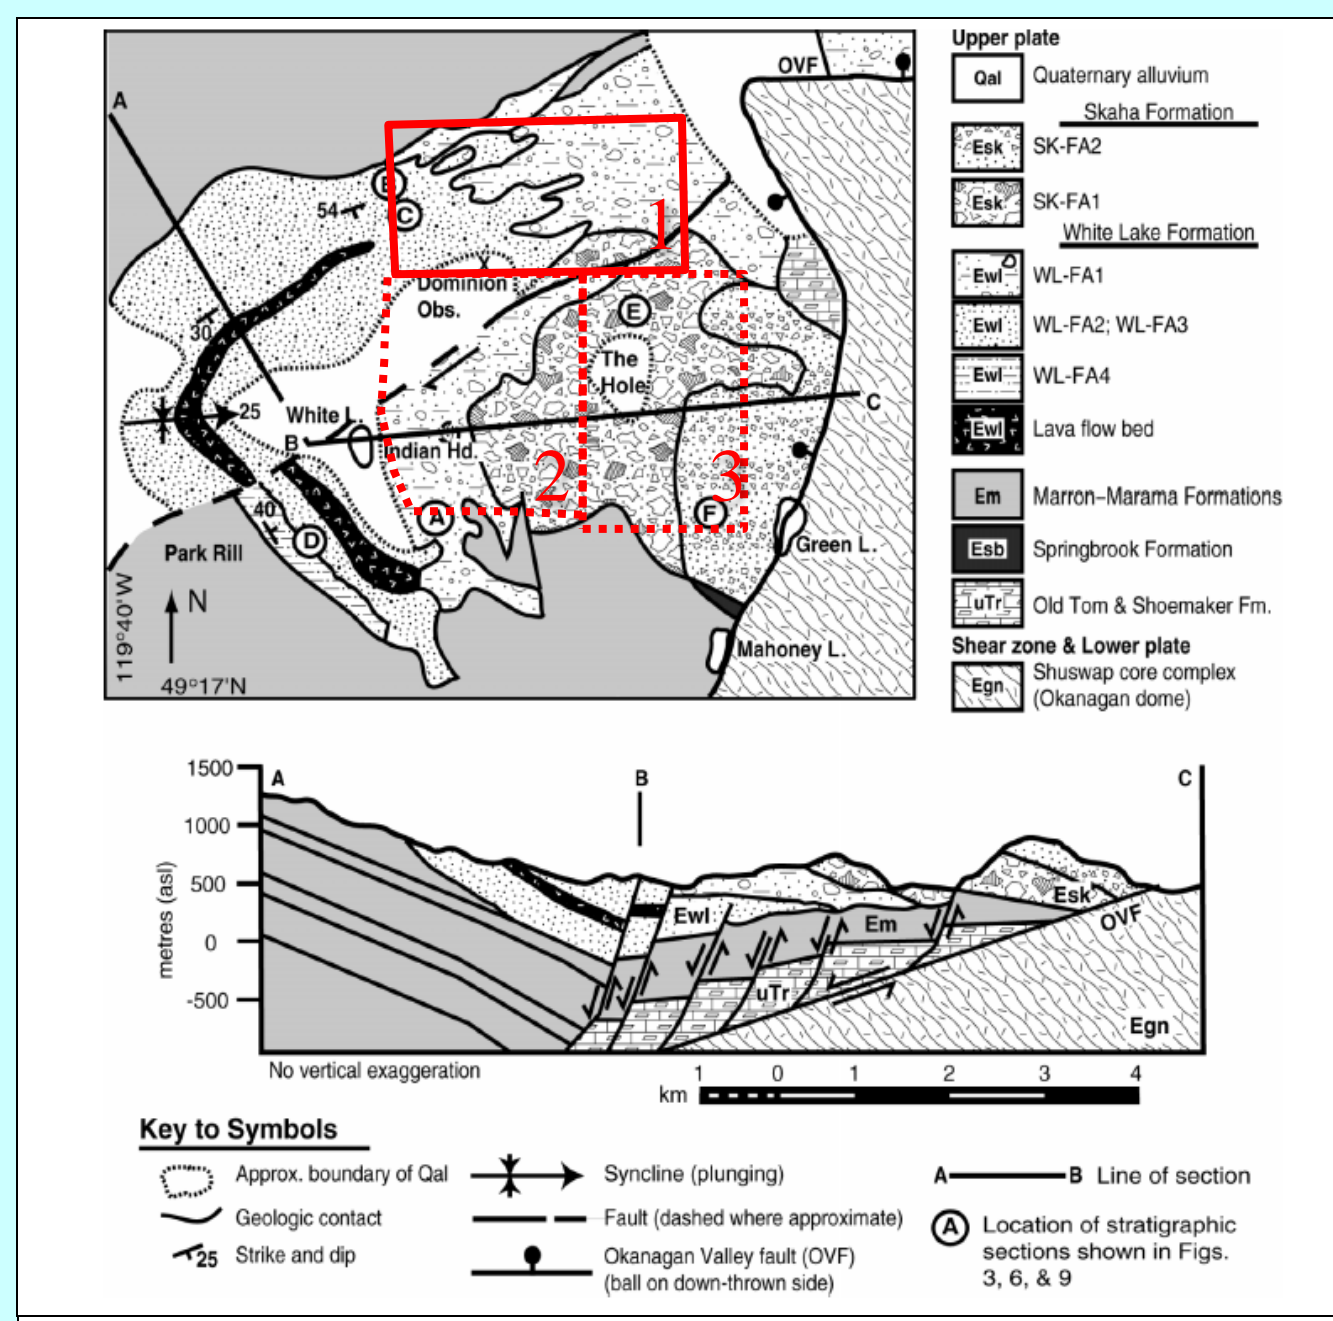 A
OVF
B
54
C
1
Dominion
Obs.
E
30
The
Hole
25
White L.
B
C
Indian Hd.
2
3
A
F
40
D
Green L.
Park Rill
N
119°40'W
Mahoney L.
49°17'N
Upper plate
Qal Quaternary alluvium
Skaha Formation
Esk SK-FA2
Esk SK-FA1
White Lake Formation
Ewl WL-FA1
Ewl WL-FA2; WL-FA3
Ewl WL-FA4
Ewl Lava flow bed
Em Marron–Marama Formations
Esb Springbrook Formation
uTr Old Tom & Shoemaker Fm.
Shear zone & Lower plate
Egn Shuswap core complex
(Okanagan dome)
1500
A B C
1000
500
0
-500
metres (asl)
Ewl
Em
Esk
OVF
uTr
Egn
No vertical exaggeration
1 0 1 2 3 4
km
Key to Symbols
Approx. boundary of Qal
Geologic contact
25 Strike and dip
Syncline (plunging)
Fault (dashed where approximate)
Okanagan Valley fault (OVF)
(ball on down-thrown side)
A B Line of section
A Location of stratigraphic
sections shown in Figs.
3, 6, & 9